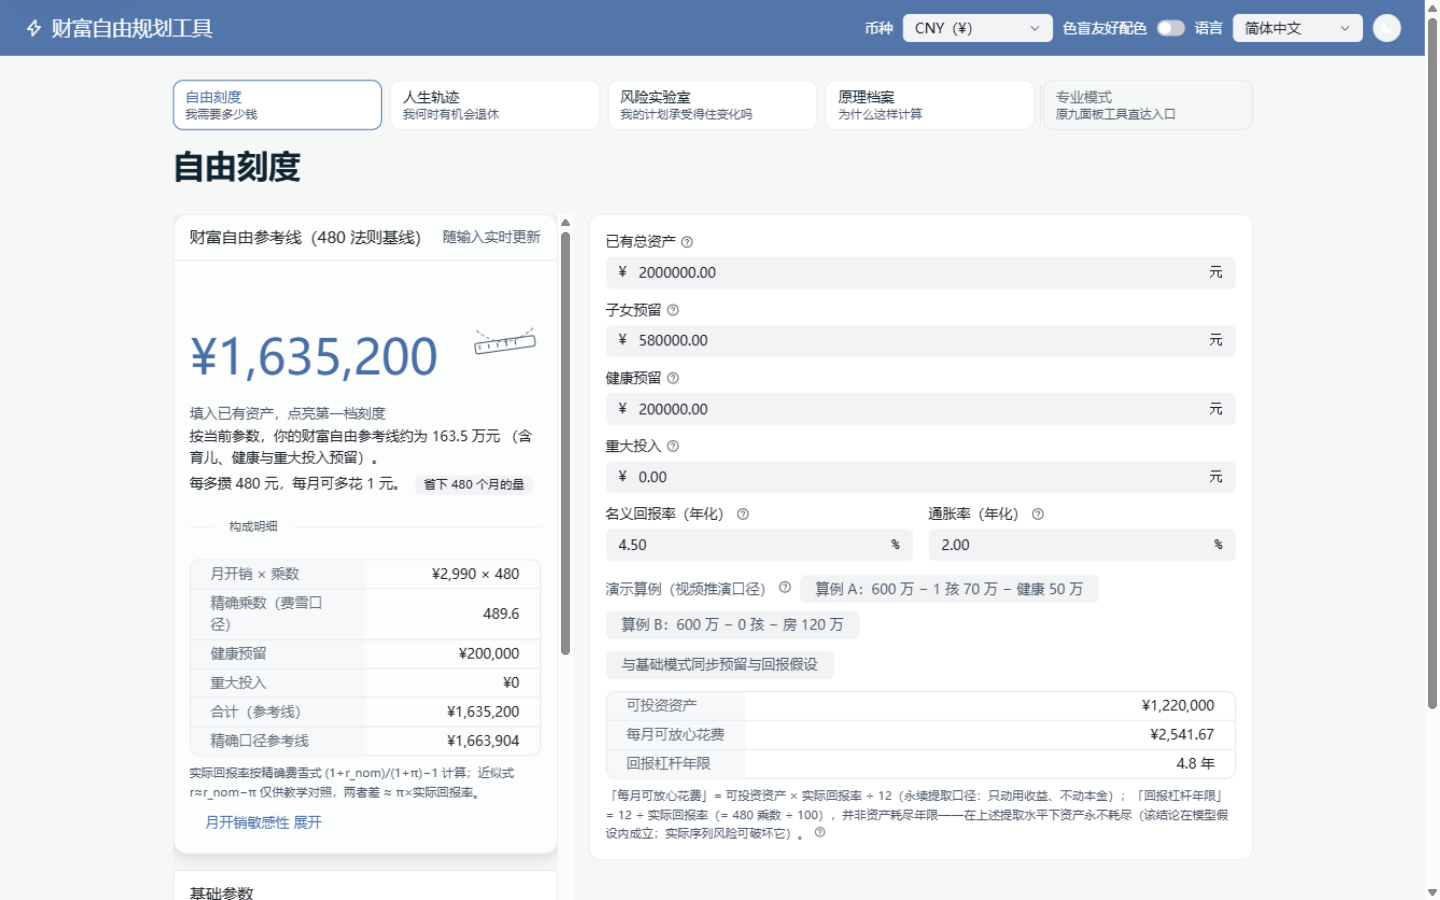 财富自由规划工具
币种
CNY（¥）
色盲友好配色
语言
简体中文
自由刻度
我需要多少钱
人生轨迹
我何时有机会退休
风险实验室
我的计划承受得住变化吗
原理档案
为什么这样计算
专业模式
原九面板工具直达入口
自由刻度
财富自由参考线（480 法则基线）
随输入实时更新
¥1,635,200
填入已有资产，点亮第一档刻度
按当前参数，你的财富自由参考线约为 163.5 万元 （含
育儿、健康与重大投入预留）。
每多攒 480 元，每月可多花 1 元。
省下 480 个月的量
构成明细
月开销 × 乘数
¥2,990 × 480
精确乘数（费雪口
径）
489.6
健康预留
¥200,000
重大投入
¥0
合计（参考线）
¥1,635,200
精确口径参考线
¥1,663,904
实际回报率按精确费雪式 (1+r_nom)/(1+π)−1 计算；近似式
r≈r_nom−π 仅供教学对照，两者差 ≈ π×实际回报率。
月开销敏感性 展开
基础参数
已有总资产
¥ 2000000.00 元
子女预留
¥ 580000.00 元
健康预留
¥ 200000.00 元
重大投入
¥ 0.00 元
名义回报率（年化）
通胀率（年化）
4.50 %
2.00 %
演示算例（视频推演口径）
算例 A：600 万 − 1 孩 70 万 − 健康 50 万
算例 B：600 万 − 0 孩 − 房 120 万
与基础模式同步预留与回报假设
可投资资产
¥1,220,000
每月可放心花费
¥2,541.67
回报杠杆年限
4.8 年
「每月可放心花费」= 可投资资产 × 实际回报率 ÷ 12（永续提取口径：只动用收益、不动本金）；「回报杠杆年限」
= 12 ÷ 实际回报率（= 480 乘数 ÷ 100），并非资产耗尽年限——在上述提取水平下资产永不耗尽（该结论在模型假
设内成立；实际序列风险可破坏它）。